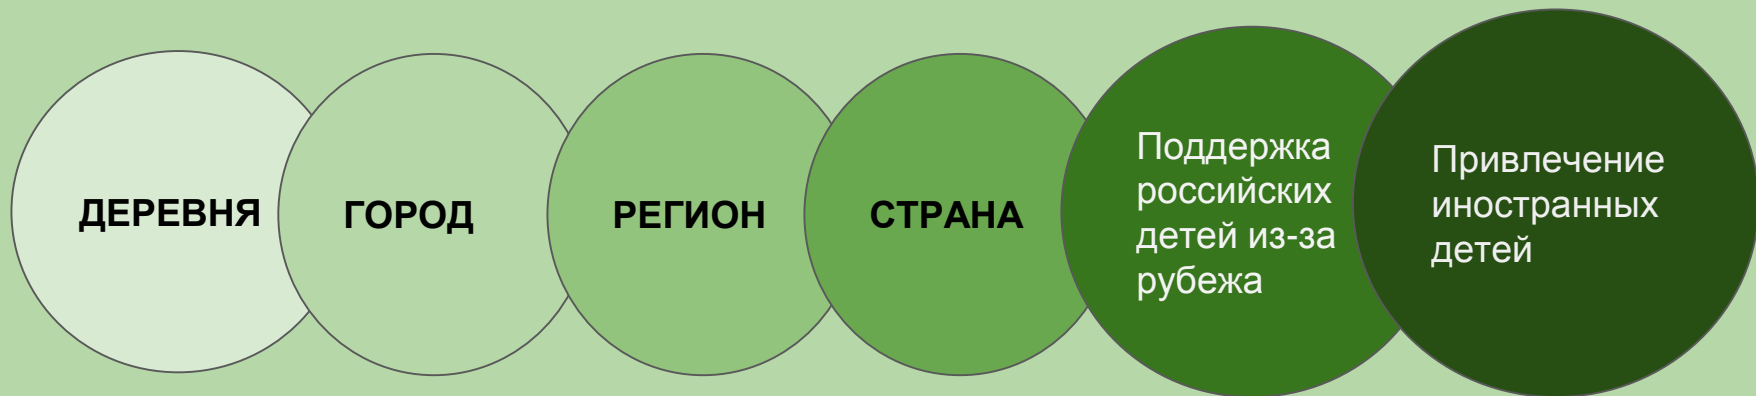 ДЕРЕВНЯ
ГОРОД
РЕГИОН
СТРАНА
Поддержка
российских
детей из-за
рубежа
Привлечение
иностранных
детей